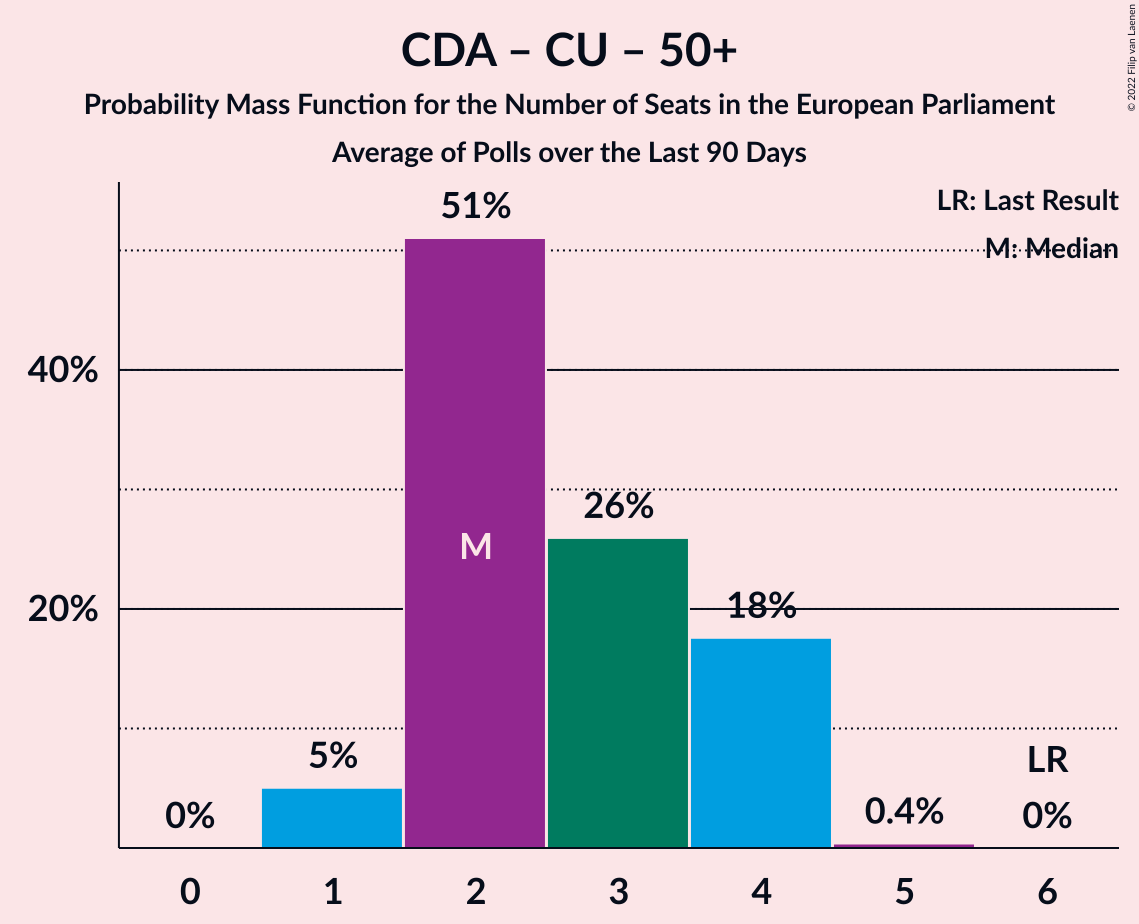 CDA – CU – 50+
Probability Mass Function for the Number of Seats in the European Parliament
Average of Polls over the Last 90 Days
© 2022 Filip van Laenen
LR: Last Result
M: Median
51%
40%
26%
M
20%
18%
5%
LR
0%
0.4%
0%
0 1 2 3 4 5 6